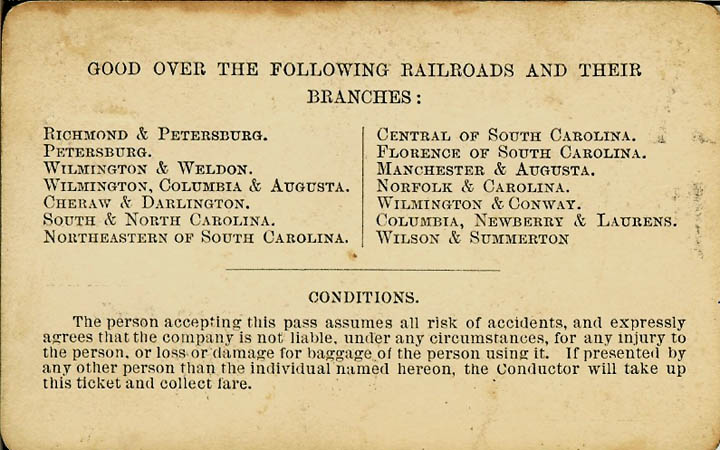 GOOD OVER THE FOLLOWING RAILROADS AND THEIR
BRANCHES:
RICHMOND & PETERSBURG.
PETERSBURG.
WILMINGTON & WELDON.
WILMINGTON, COLUMBIA & AUGUSTA.
CHERAW & DARLINGTON.
SOUTH & NORTH CAROLINA.
NORTHEASTERN OF SOUTH CAROLINA.
CENTRAL OF SOUTH CAROLINA.
FLORENCE OF SOUTH CAROLINA.
MANCHESTER & AUGUSTA.
NORFOLK & CAROLINA.
WILMINGTON & CONWAY.
COLUMBIA, NEWBERRY & LAURENS.
WILSON & SUMMERTON
CONDITIONS.
The person accepting this pass assumes all risk of accidents, and expressly
agrees that the company is not liable, under any circumstances, for any injury to
the person, or loss or damage for baggage of the person using it. If presented by
any other person than the individual named hereon, the Conductor will take up
this ticket and collect fare.